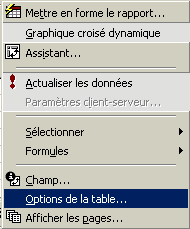 Mettre en forme le rapport...
Graphique croisé dynamique
Assistant...
Actualiser les données
Paramètres client-serveur...
Sélectionner
Formules
Champ...
Options de la table...
Afficher les pages...